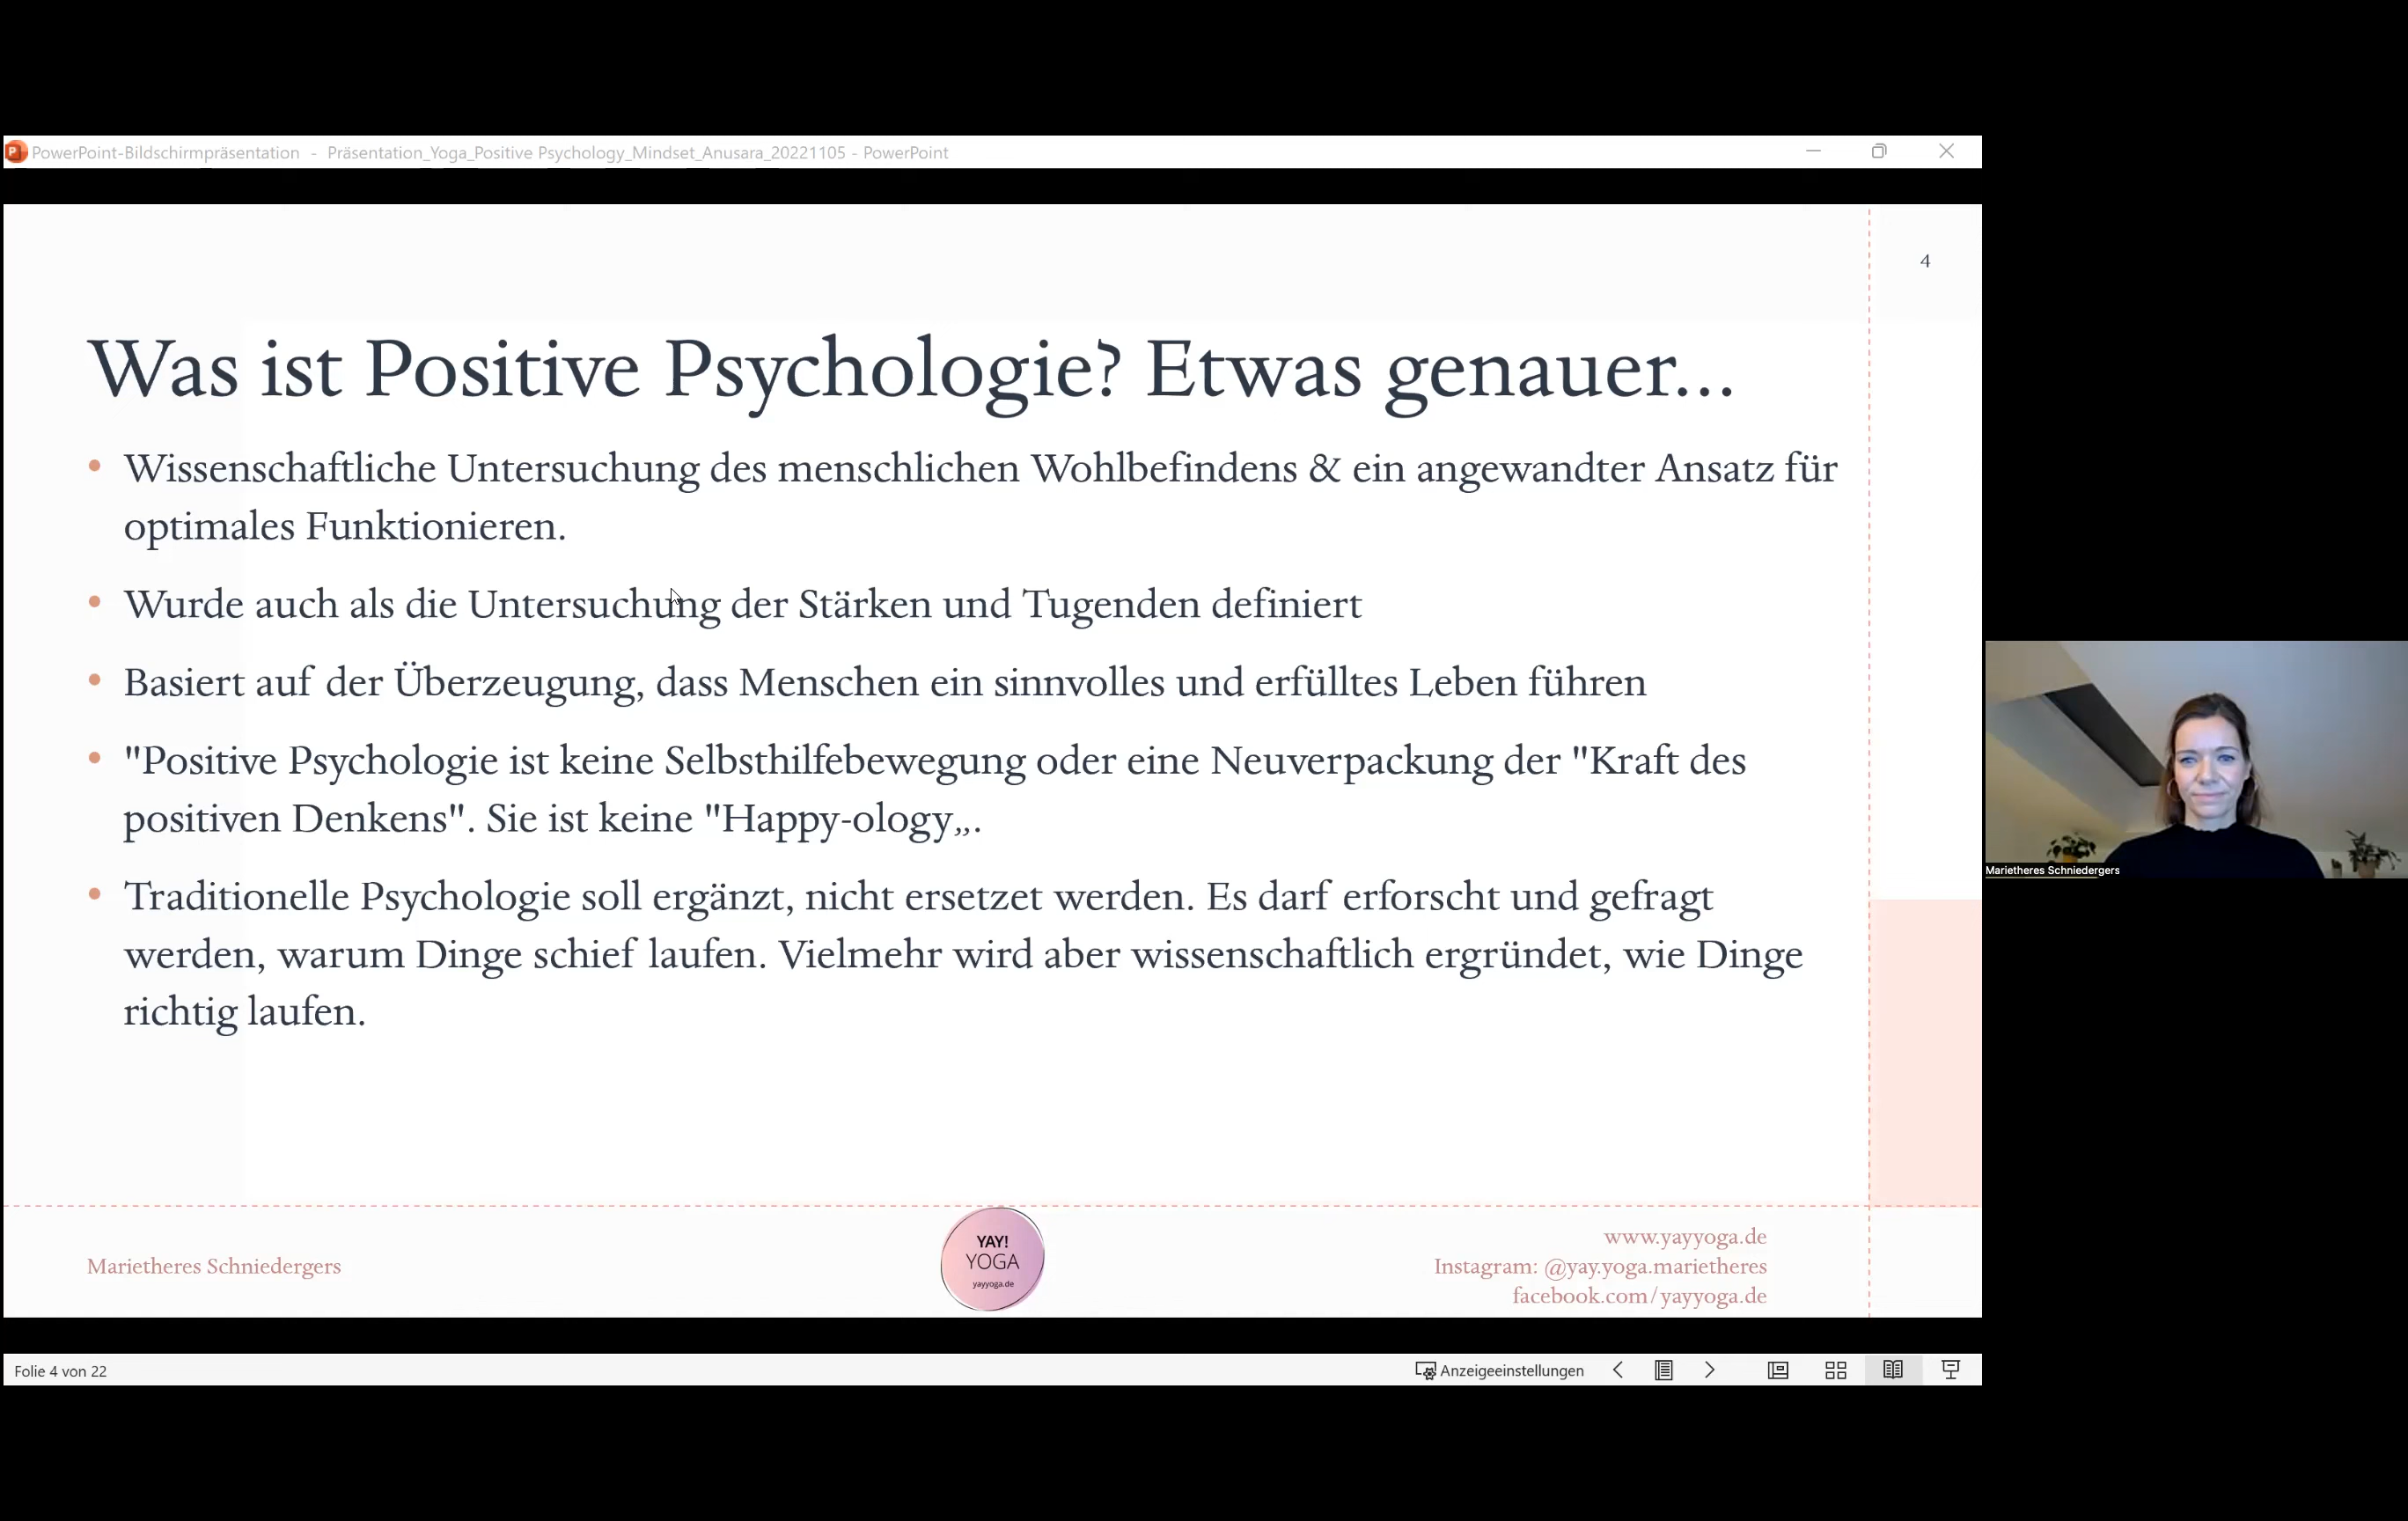 PowerPoint-Bildschirmpräsentation - Präsentation_Yoga_Positive Psychology_Mindset_Anusara_20221105 - PowerPoint
4
Was ist Positive Psychologie? Etwas genauer...
• Wissenschaftliche Untersuchung des menschlichen Wohlbefindens & ein angewandter Ansatz für
optimales Funktionieren.
• Wurde auch als die Untersuchung der Stärken und Tugenden definiert
• Basiert auf der Überzeugung, dass Menschen ein sinnvolles und erfülltes Leben führen
• "Positive Psychologie ist keine Selbsthilfebewegung oder eine Neuverpackung der "Kraft des
positiven Denkens". Sie ist keine "Happy-ology„.
• Traditionelle Psychologie soll ergänzt, nicht ersetzet werden. Es darf erforscht und gefragt
werden, warum Dinge schief laufen. Vielmehr wird aber wissenschaftlich ergründet, wie Dinge
richtig laufen.
Marietheres Schniedergers
YAY!
YOGA
yayyoga.de
www.yayyoga.de
Instagram: @yay.yoga.marietheres
facebook.com/yayyoga.de
Folie 4 von 22
Anzeigeeinstellungen
Marietheres Schniedergers